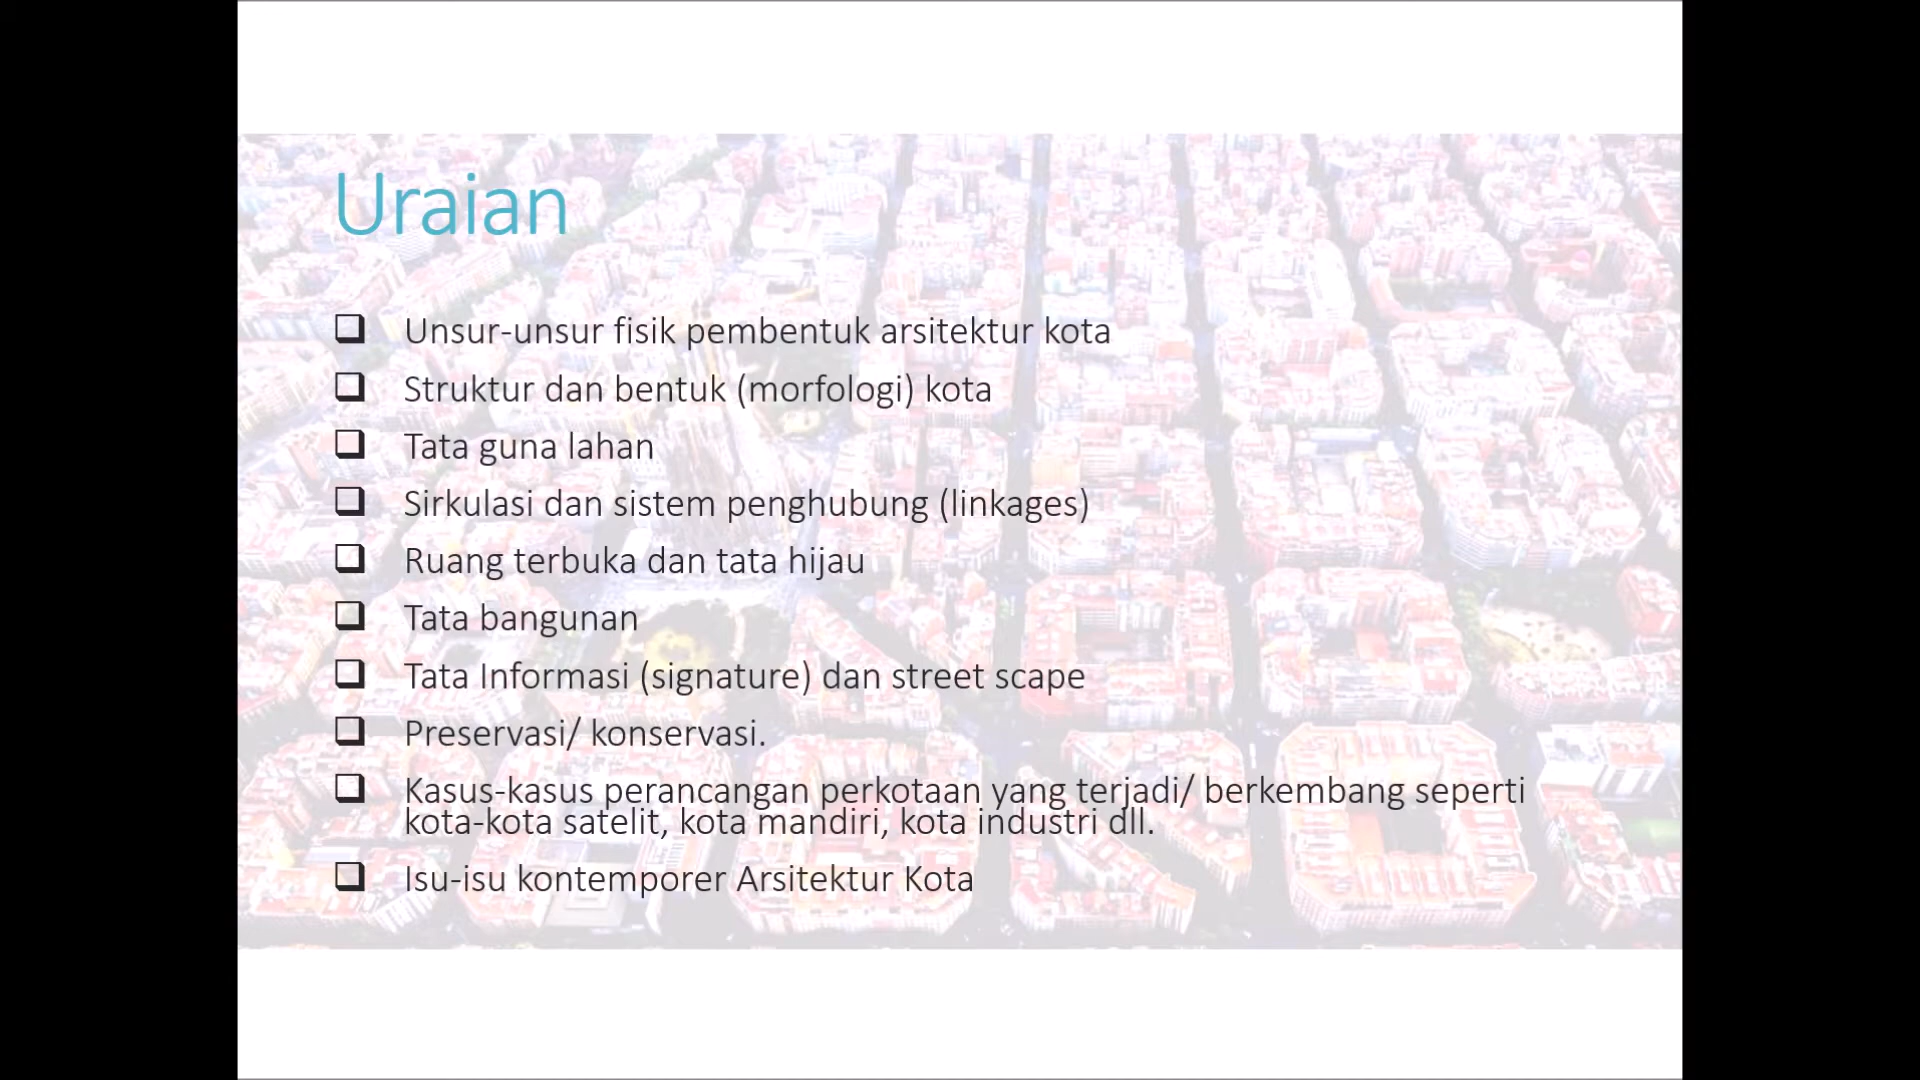 Uraian
❑ Unsur-unsur fisik pembentuk arsitektur kota
❑ Struktur dan bentuk (morfologi) kota
❑ Tata guna lahan
❑ Sirkulasi dan sistem penghubung (linkages)
❑ Ruang terbuka dan tata hijau
❑ Tata bangunan
❑ Tata Informasi (signature) dan street scape
❑ Preservasi/ konservasi.
❑ Kasus-kasus perancangan perkotaan yang terjadi/ berkembang seperti
kota-kota satelit, kota mandiri, kota industri dll.
❑ Isu-isu kontemporer Arsitektur Kota